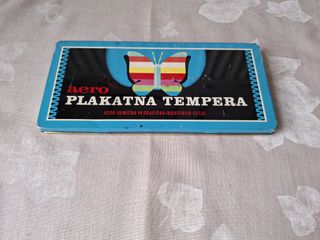 aero
PLAKATNA TEMPERA
AERO-KEMIČNA IN GRAFIČNA INDUSTRIJA-CELJE